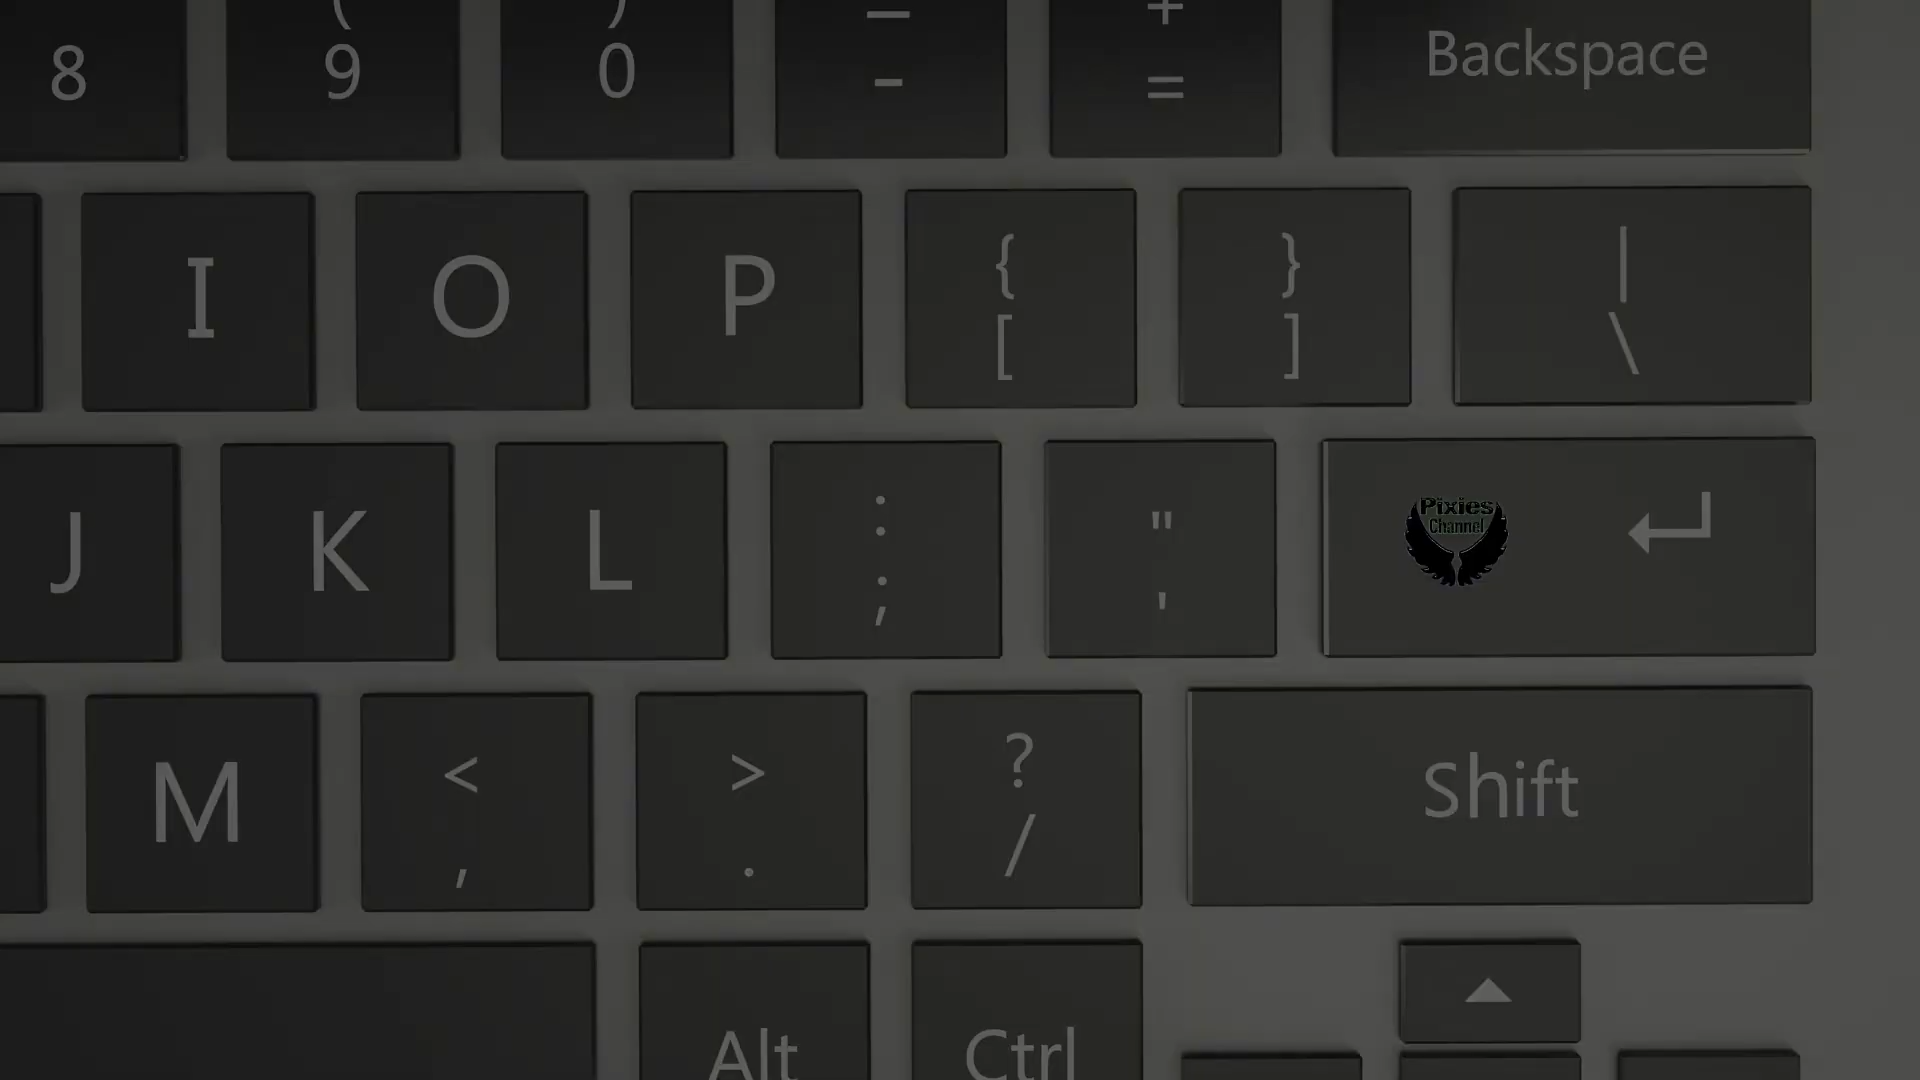 ( ) _ +
8 9 0 - = Backspace
I O P { } |
[ ] \
J K L : "
; '
Pixies
Channel
M < > ? Shift
, . /
Alt Ctrl